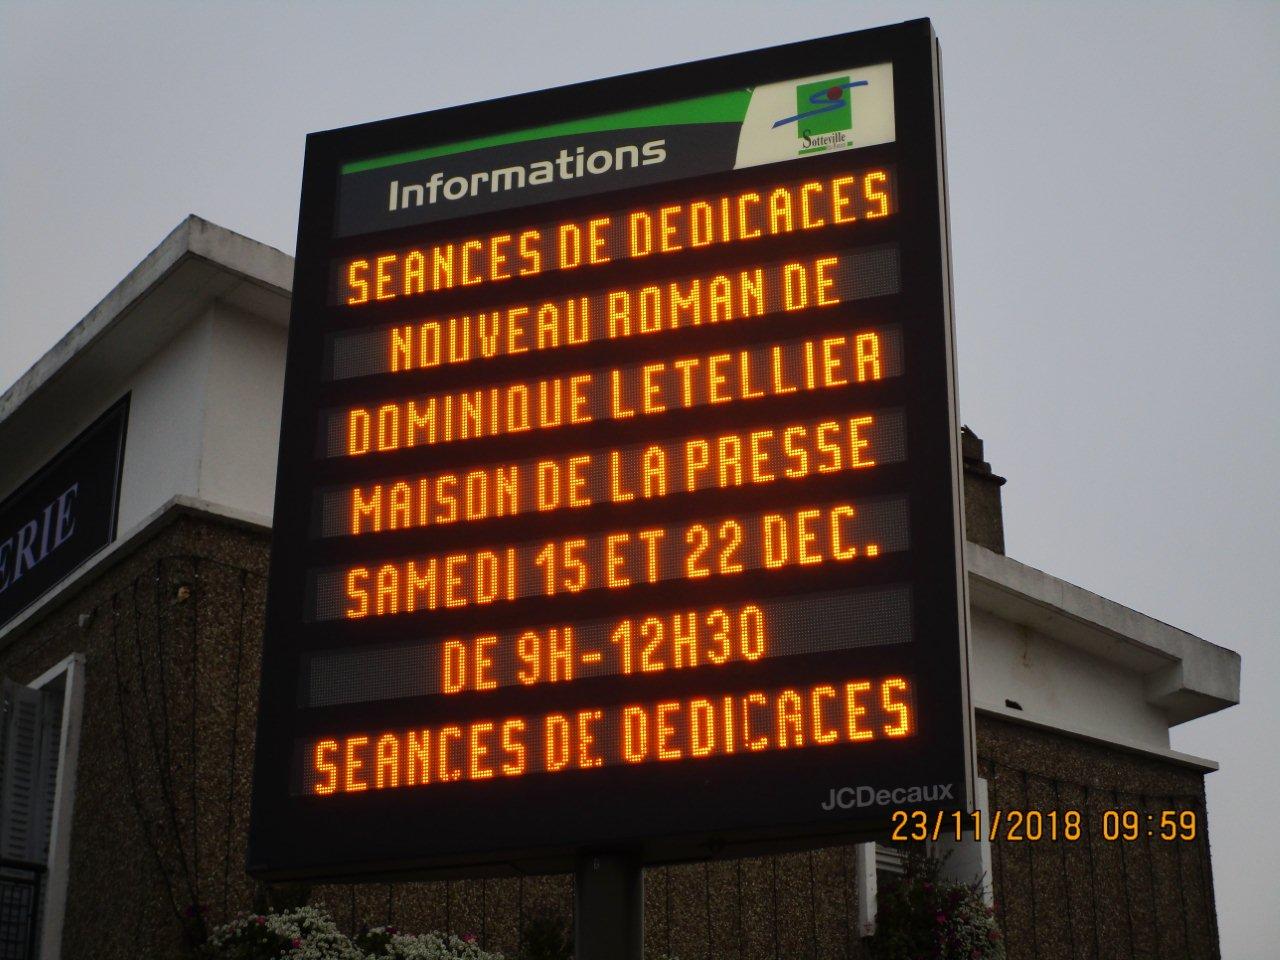 Informations
Sotteville
SEANCES DE DEDICACES
NOUVEAU ROMAN DE
DOMINIQUE LETELLIER
MAISON DE LA PRESSE
SAMEDI 15 ET 22 DEC.
DE 9H-12H30
SEANCES DE DEDICACES
JCDecaux
ERIE
23/11/2018 09:59